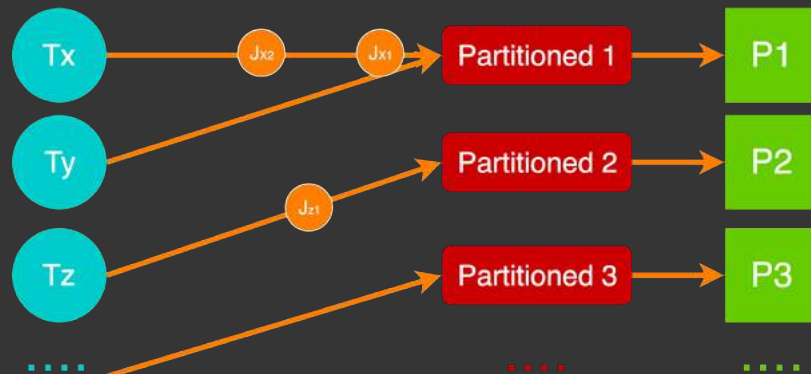 Tx
Jx2
Jx1
Partitioned 1
P1
Ty
Partitioned 2
P2
Jz1
Tz
Partitioned 3
P3